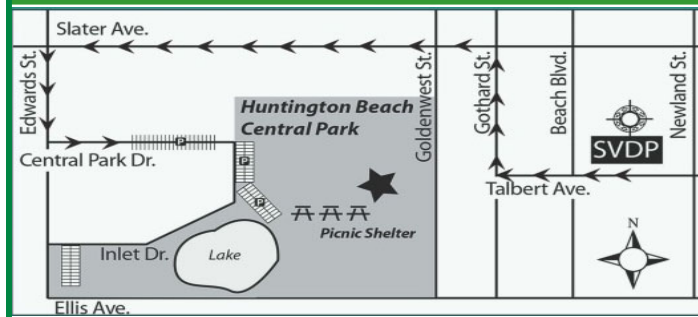 Slater Ave.
Edwards St.
Goldenwest St.
Gothard St.
Beach Blvd.
Newland St.
Huntington Beach
Central Park
P
SVDP
Central Park Dr.
P
Talbert Ave.
P
Picnic Shelter
N
Inlet Dr.
Lake
Ellis Ave.